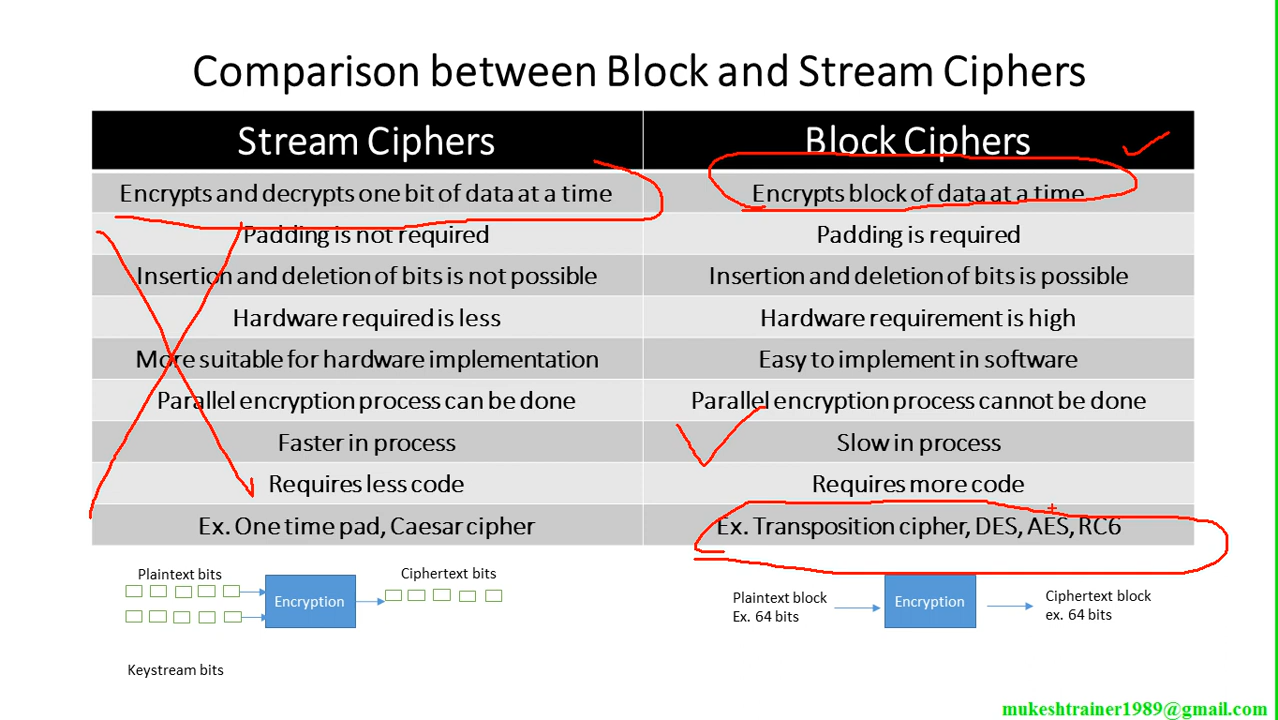 Comparison between Block and Stream Ciphers
Stream Ciphers
Block Ciphers
Encrypts and decrypts one bit of data at a time
Encrypts block of data at a time
Padding is not required
Padding is required
Insertion and deletion of bits is not possible
Insertion and deletion of bits is possible
Hardware required is less
Hardware requirement is high
More suitable for hardware implementation
Easy to implement in software
Parallel encryption process can be done
Parallel encryption process cannot be done
Faster in process
Slow in process
Requires less code
Requires more code
Ex. One time pad, Caesar cipher
Ex. Transposition cipher, DES, AES, RC6
Plaintext bits
Encryption
Ciphertext bits
Keystream bits
Plaintext block
Ex. 64 bits
Encryption
Ciphertext block
ex. 64 bits
mukeshtrainer1989@gmail.com